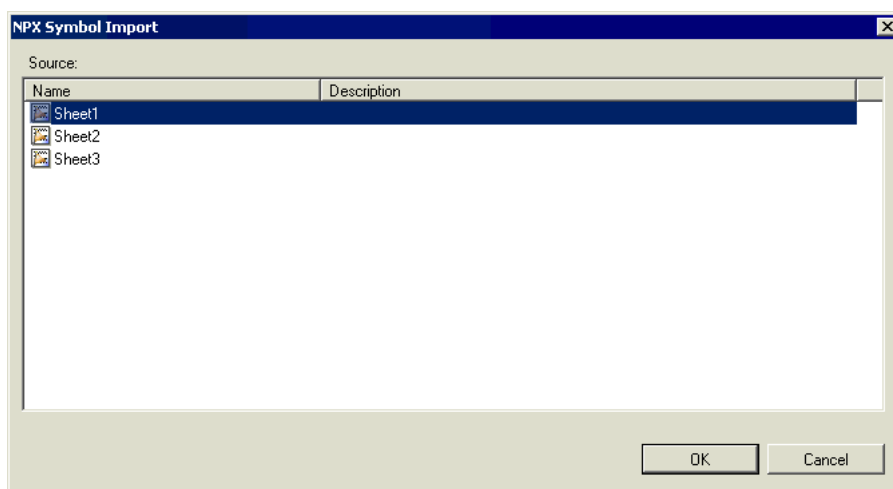 NPX Symbol Import
Source:
Name Description
Sheet1
Sheet2
Sheet3
OK Cancel